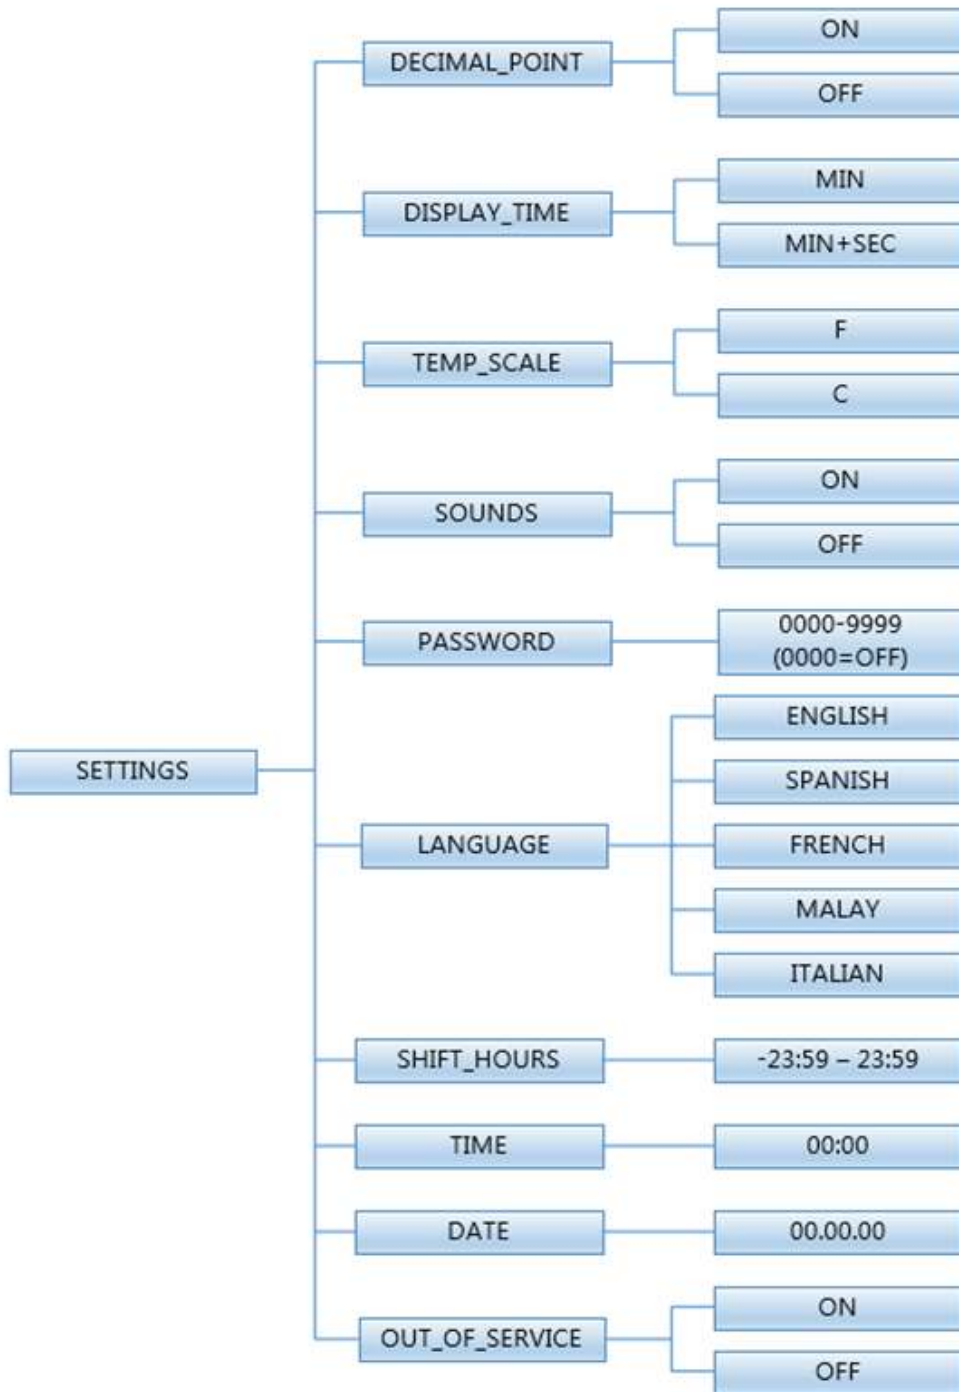 SETTINGS
DECIMAL_POINT
ON
OFF
DISPLAY_TIME
MIN
MIN+SEC
TEMP_SCALE
F
C
SOUNDS
ON
OFF
PASSWORD
0000-9999
(0000=OFF)
LANGUAGE
ENGLISH
SPANISH
FRENCH
MALAY
ITALIAN
SHIFT_HOURS
-23:59 – 23:59
TIME
00:00
DATE
00.00.00
OUT_OF_SERVICE
ON
OFF